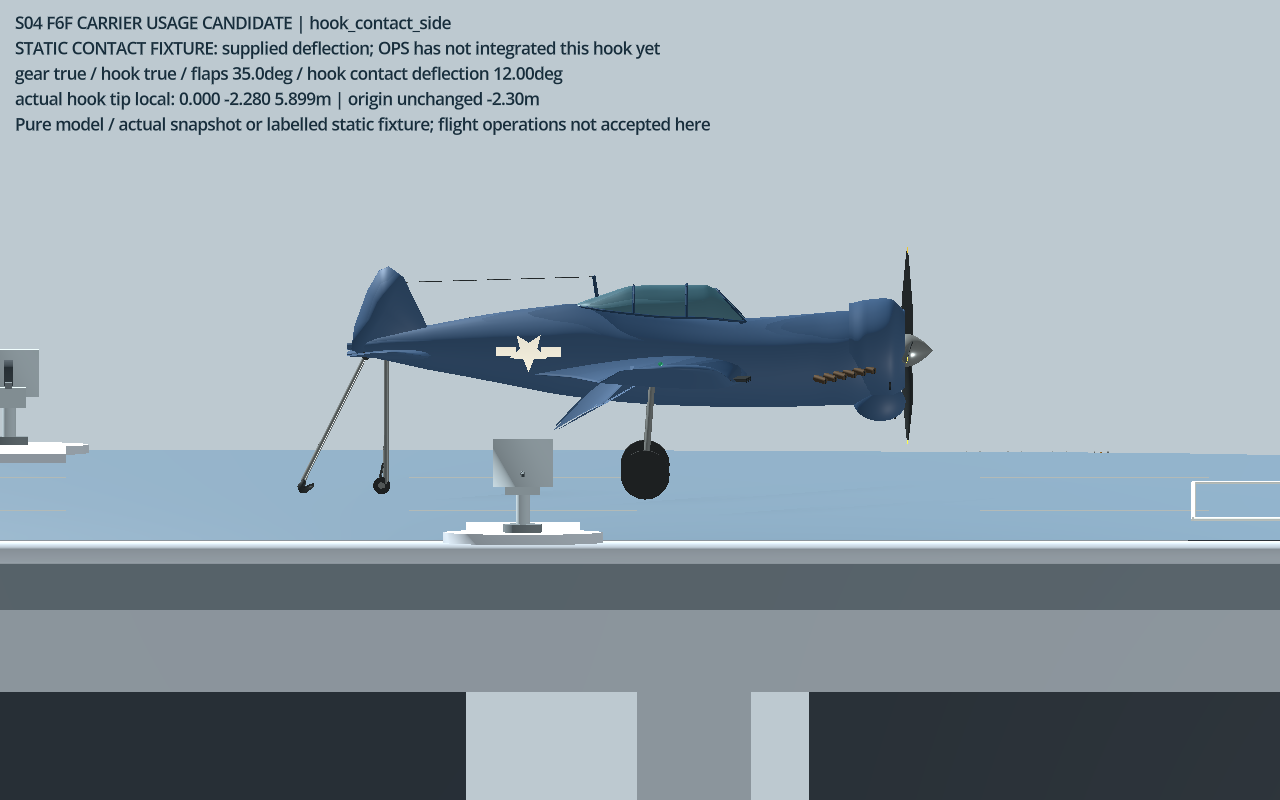 S04 F6F CARRIER USAGE CANDIDATE | hook_contact_side
STATIC CONTACT FIXTURE: supplied deflection; OPS has not integrated this hook yet
gear true / hook true / flaps 35.0deg / hook contact deflection 12.00deg
actual hook tip local: 0.000 -2.280 5.899m | origin unchanged -2.30m
Pure model / actual snapshot or labelled static fixture; flight operations not accepted here